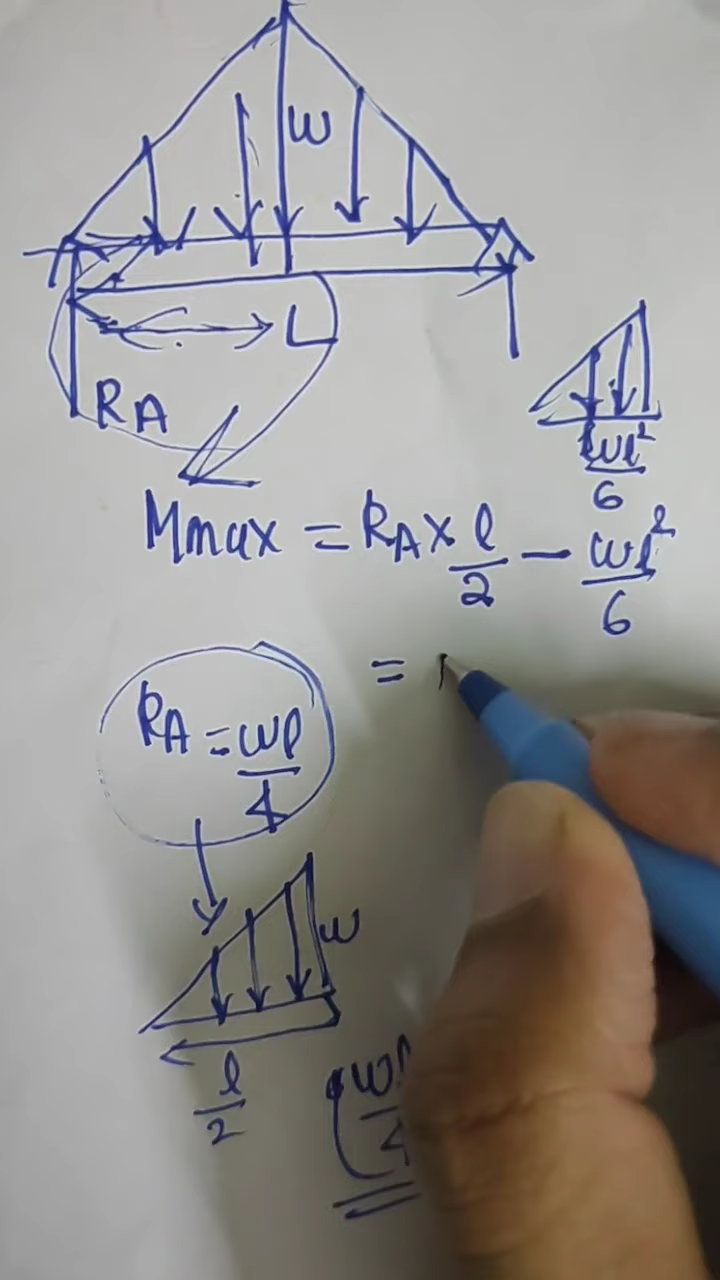 w
L
RA
wl²/6
Mmax = RA x l/2 - wl²/6
=
RA = wl/4
w
l/2